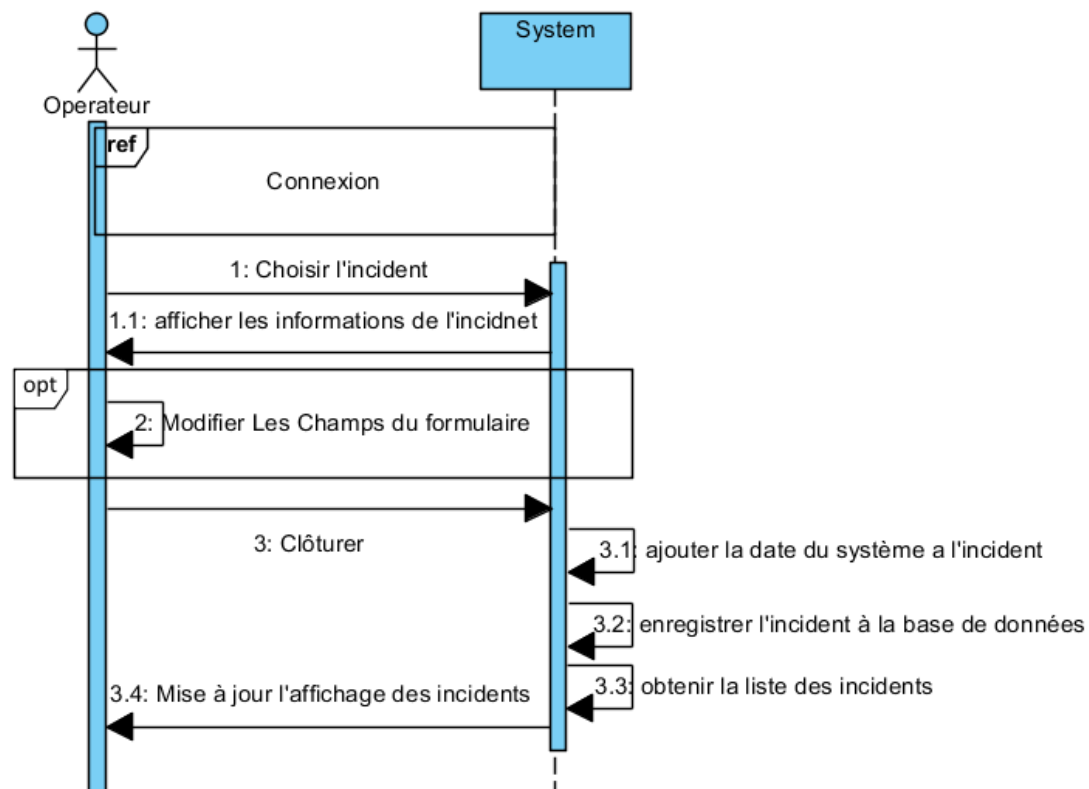 System
Operateur
ref
Connexion
1: Choisir l'incident
1.1: afficher les informations de l'incidnet
opt
2: Modifier Les Champs du formulaire
3: Clôturer
3.1: ajouter la date du système a l'incident
3.2: enregistrer l'incident à la base de données
3.3: obtenir la liste des incidents
3.4: Mise à jour l'affichage des incidents